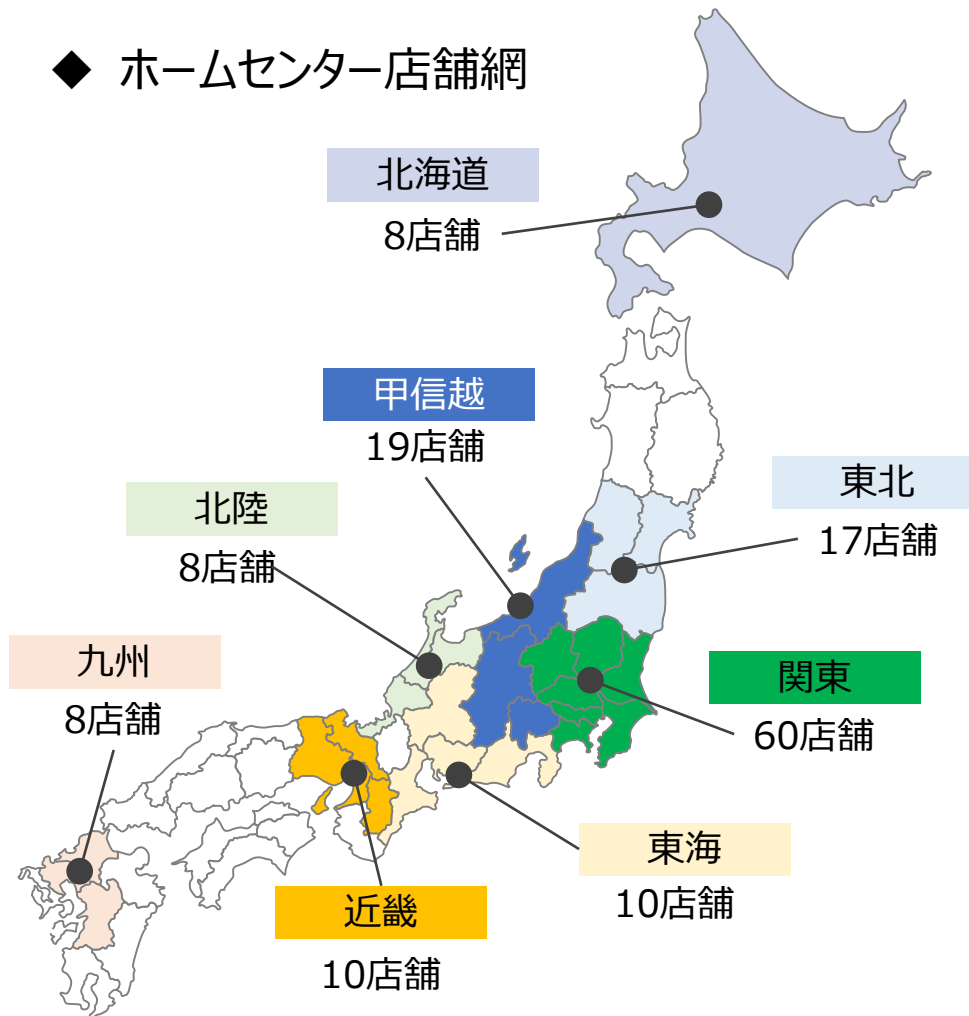 ◆ ホームセンター店舗網
北海道
8店舗
甲信越
19店舗
東北
17店舗
北陸
8店舗
九州
8店舗
関東
60店舗
東海
10店舗
近畿
10店舗